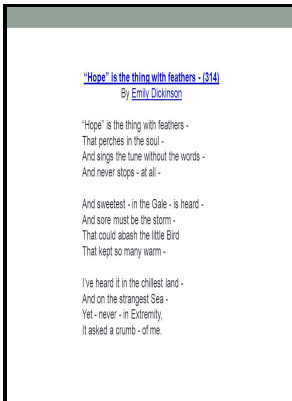 “Hope” is the thing with feathers - (314)
By Emily Dickinson
“Hope” is the thing with feathers -
That perches in the soul -
And sings the tune without the words -
And never stops - at all -
And sweetest - in the Gale - is heard -
And sore must be the storm -
That could abash the little Bird
That kept so many warm -
I’ve heard it in the chillest land -
And on the strangest Sea -
Yet - never - in Extremity,
It asked a crumb - of me.